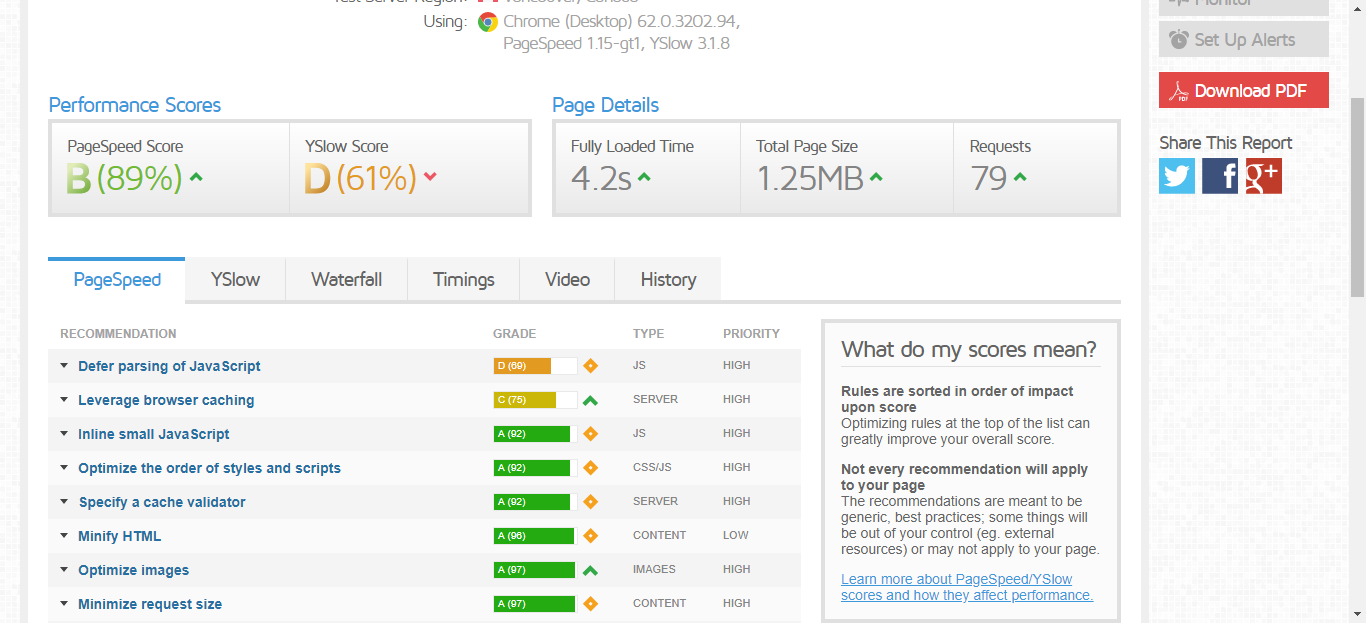 Using: Chrome (Desktop) 62.0.3202.94,
PageSpeed 1.15-gt1, YSlow 3.1.8
Monitor
Set Up Alerts
PDF Download PDF
Share This Report
Performance Scores
PageSpeed Score
B (89%)
YSlow Score
D (61%)
Page Details
Fully Loaded Time
4.2s
Total Page Size
1.25MB
Requests
79
PageSpeed YSlow Waterfall Timings Video History
RECOMMENDATION GRADE TYPE PRIORITY
Defer parsing of JavaScript D (69) JS HIGH
Leverage browser caching C (75) SERVER HIGH
Inline small JavaScript A (92) JS HIGH
Optimize the order of styles and scripts A (92) CSS/JS HIGH
Specify a cache validator A (92) SERVER HIGH
Minify HTML A (96) CONTENT LOW
Optimize images A (97) IMAGES HIGH
Minimize request size A (97) CONTENT HIGH
What do my scores mean?
Rules are sorted in order of impact
upon score
Optimizing rules at the top of the list can
greatly improve your overall score.
Not every recommendation will apply
to your page
The recommendations are meant to be
generic, best practices; some things will
be out of your control (eg. external
resources) or may not apply to your page.
Learn more about PageSpeed/YSlow
scores and how they affect performance.